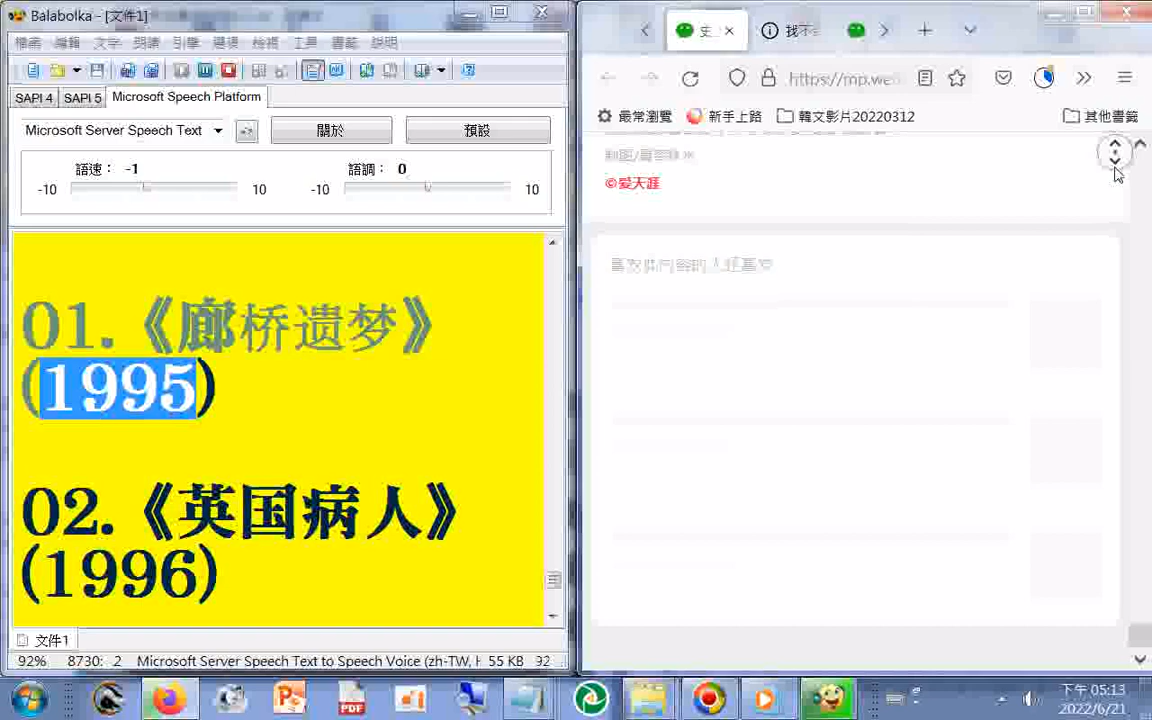 Balabolka - [文件1]
檔案 編輯 文字 朗讀 引擎 選項 檢視 工具 書籤 說明
SAPI 4 SAPI 5 Microsoft Speech Platform
Microsoft Server Speech Text
關於
預設
語速： -1
語調： 0
-10 10 -10 10
01.《廊桥遗梦》
(1995)
02.《英国病人》
(1996)
文件1
92% 8730: 2 Microsoft Server Speech Text to Speech Voice (zh-TW, H 55 KB 92
找不
https://mp.we
最常瀏覽 新手上路 韓文影片20220312 其他書籤
©爱天涯
下午 05:13
2022/6/21